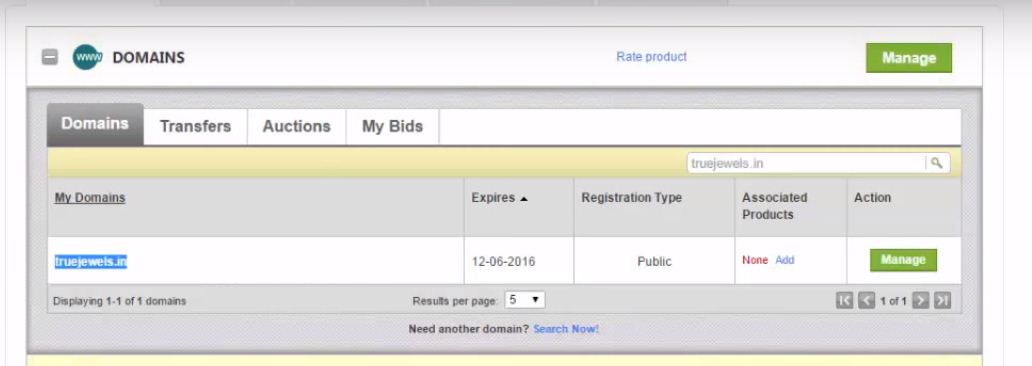 www DOMAINS Rate product Manage
Domains Transfers Auctions My Bids
truejewels.in
My Domains Expires Registration Type Associated Products Action
truejewels.in 12-06-2016 Public None Add Manage
Displaying 1-1 of 1 domains Results per page: 5 1 of 1
Need another domain? Search Now!